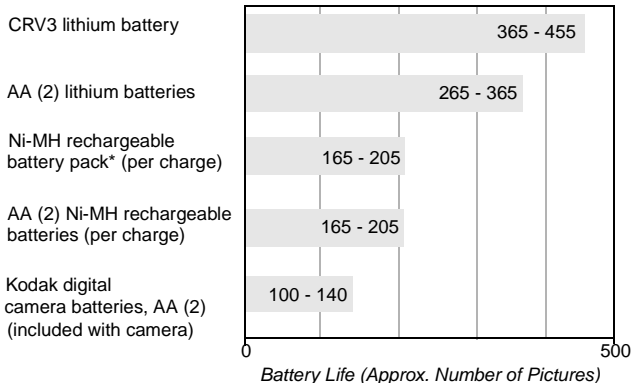 CRV3 lithium battery
365 - 455
AA (2) lithium batteries
265 - 365
Ni-MH rechargeable
battery pack* (per charge)
165 - 205
AA (2) Ni-MH rechargeable
batteries (per charge)
165 - 205
Kodak digital
camera batteries, AA (2)
(included with camera)
100 - 140
0
500
Battery Life (Approx. Number of Pictures)